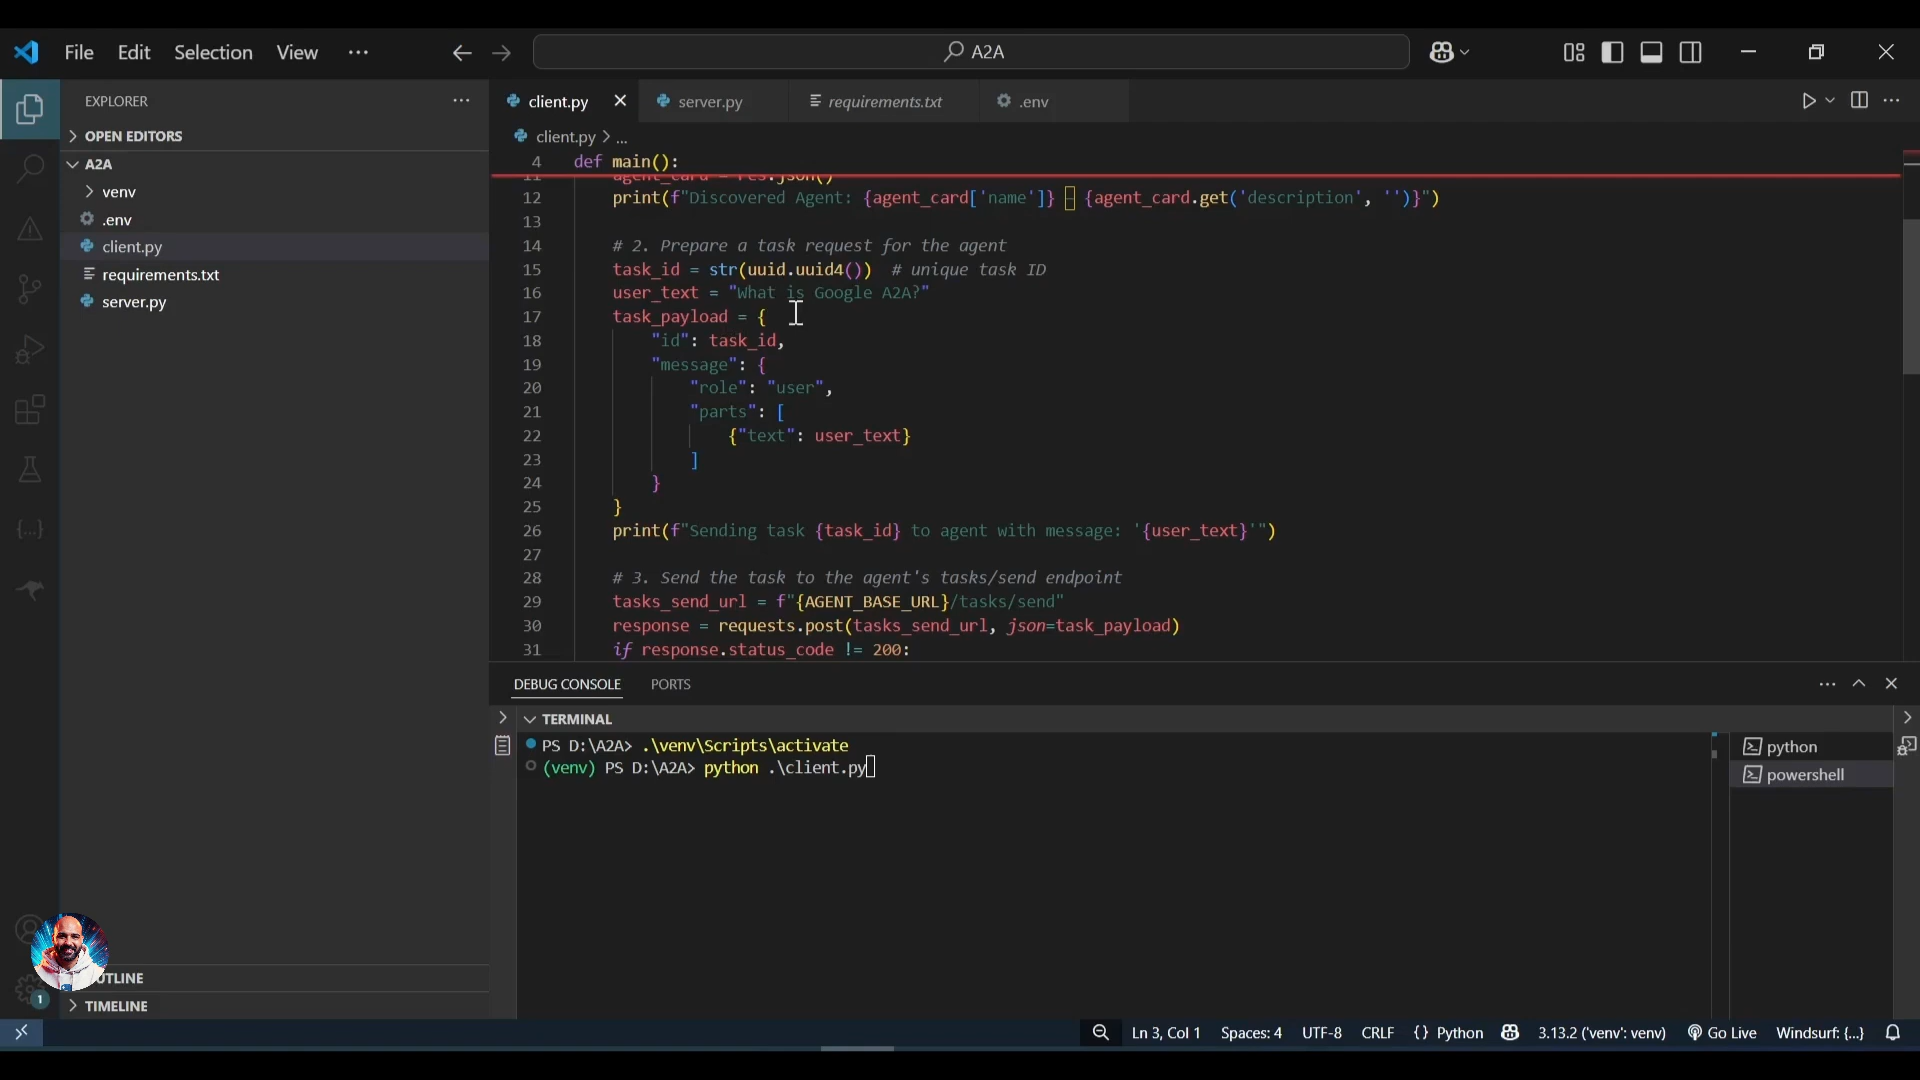 File Edit Selection View ···
A2A
EXPLORER
OPEN EDITORS
A2A
venv
.env
client.py
requirements.txt
server.py
OUTLINE
TIMELINE
client.py server.py requirements.txt .env
client.py > ...
4 def main():
11 agent_card = res.json()
12 print(f"Discovered Agent: {agent_card['name']} – {agent_card.get('description', '')}")
13
14 # 2. Prepare a task request for the agent
15 task_id = str(uuid.uuid4()) # unique task ID
16 user_text = "What is Google A2A?"
17 task_payload = {
18 "id": task_id,
19 "message": {
20 "role": "user",
21 "parts": [
22 {"text": user_text}
23 ]
24 }
25 }
26 print(f"Sending task {task_id} to agent with message: '{user_text}'")
27
28 # 3. Send the task to the agent's tasks/send endpoint
29 tasks_send_url = f"{AGENT_BASE_URL}/tasks/send"
30 response = requests.post(tasks_send_url, json=task_payload)
31 if response.status_code != 200:
DEBUG CONSOLE PORTS
TERMINAL
PS D:\A2A> .\venv\Scripts\activate
(venv) PS D:\A2A> python .\client.py
python
powershell
1
Ln 3, Col 1 Spaces: 4 UTF-8 CRLF {} Python 3.13.2 ('venv': venv) Go Live Windsurf: {...}